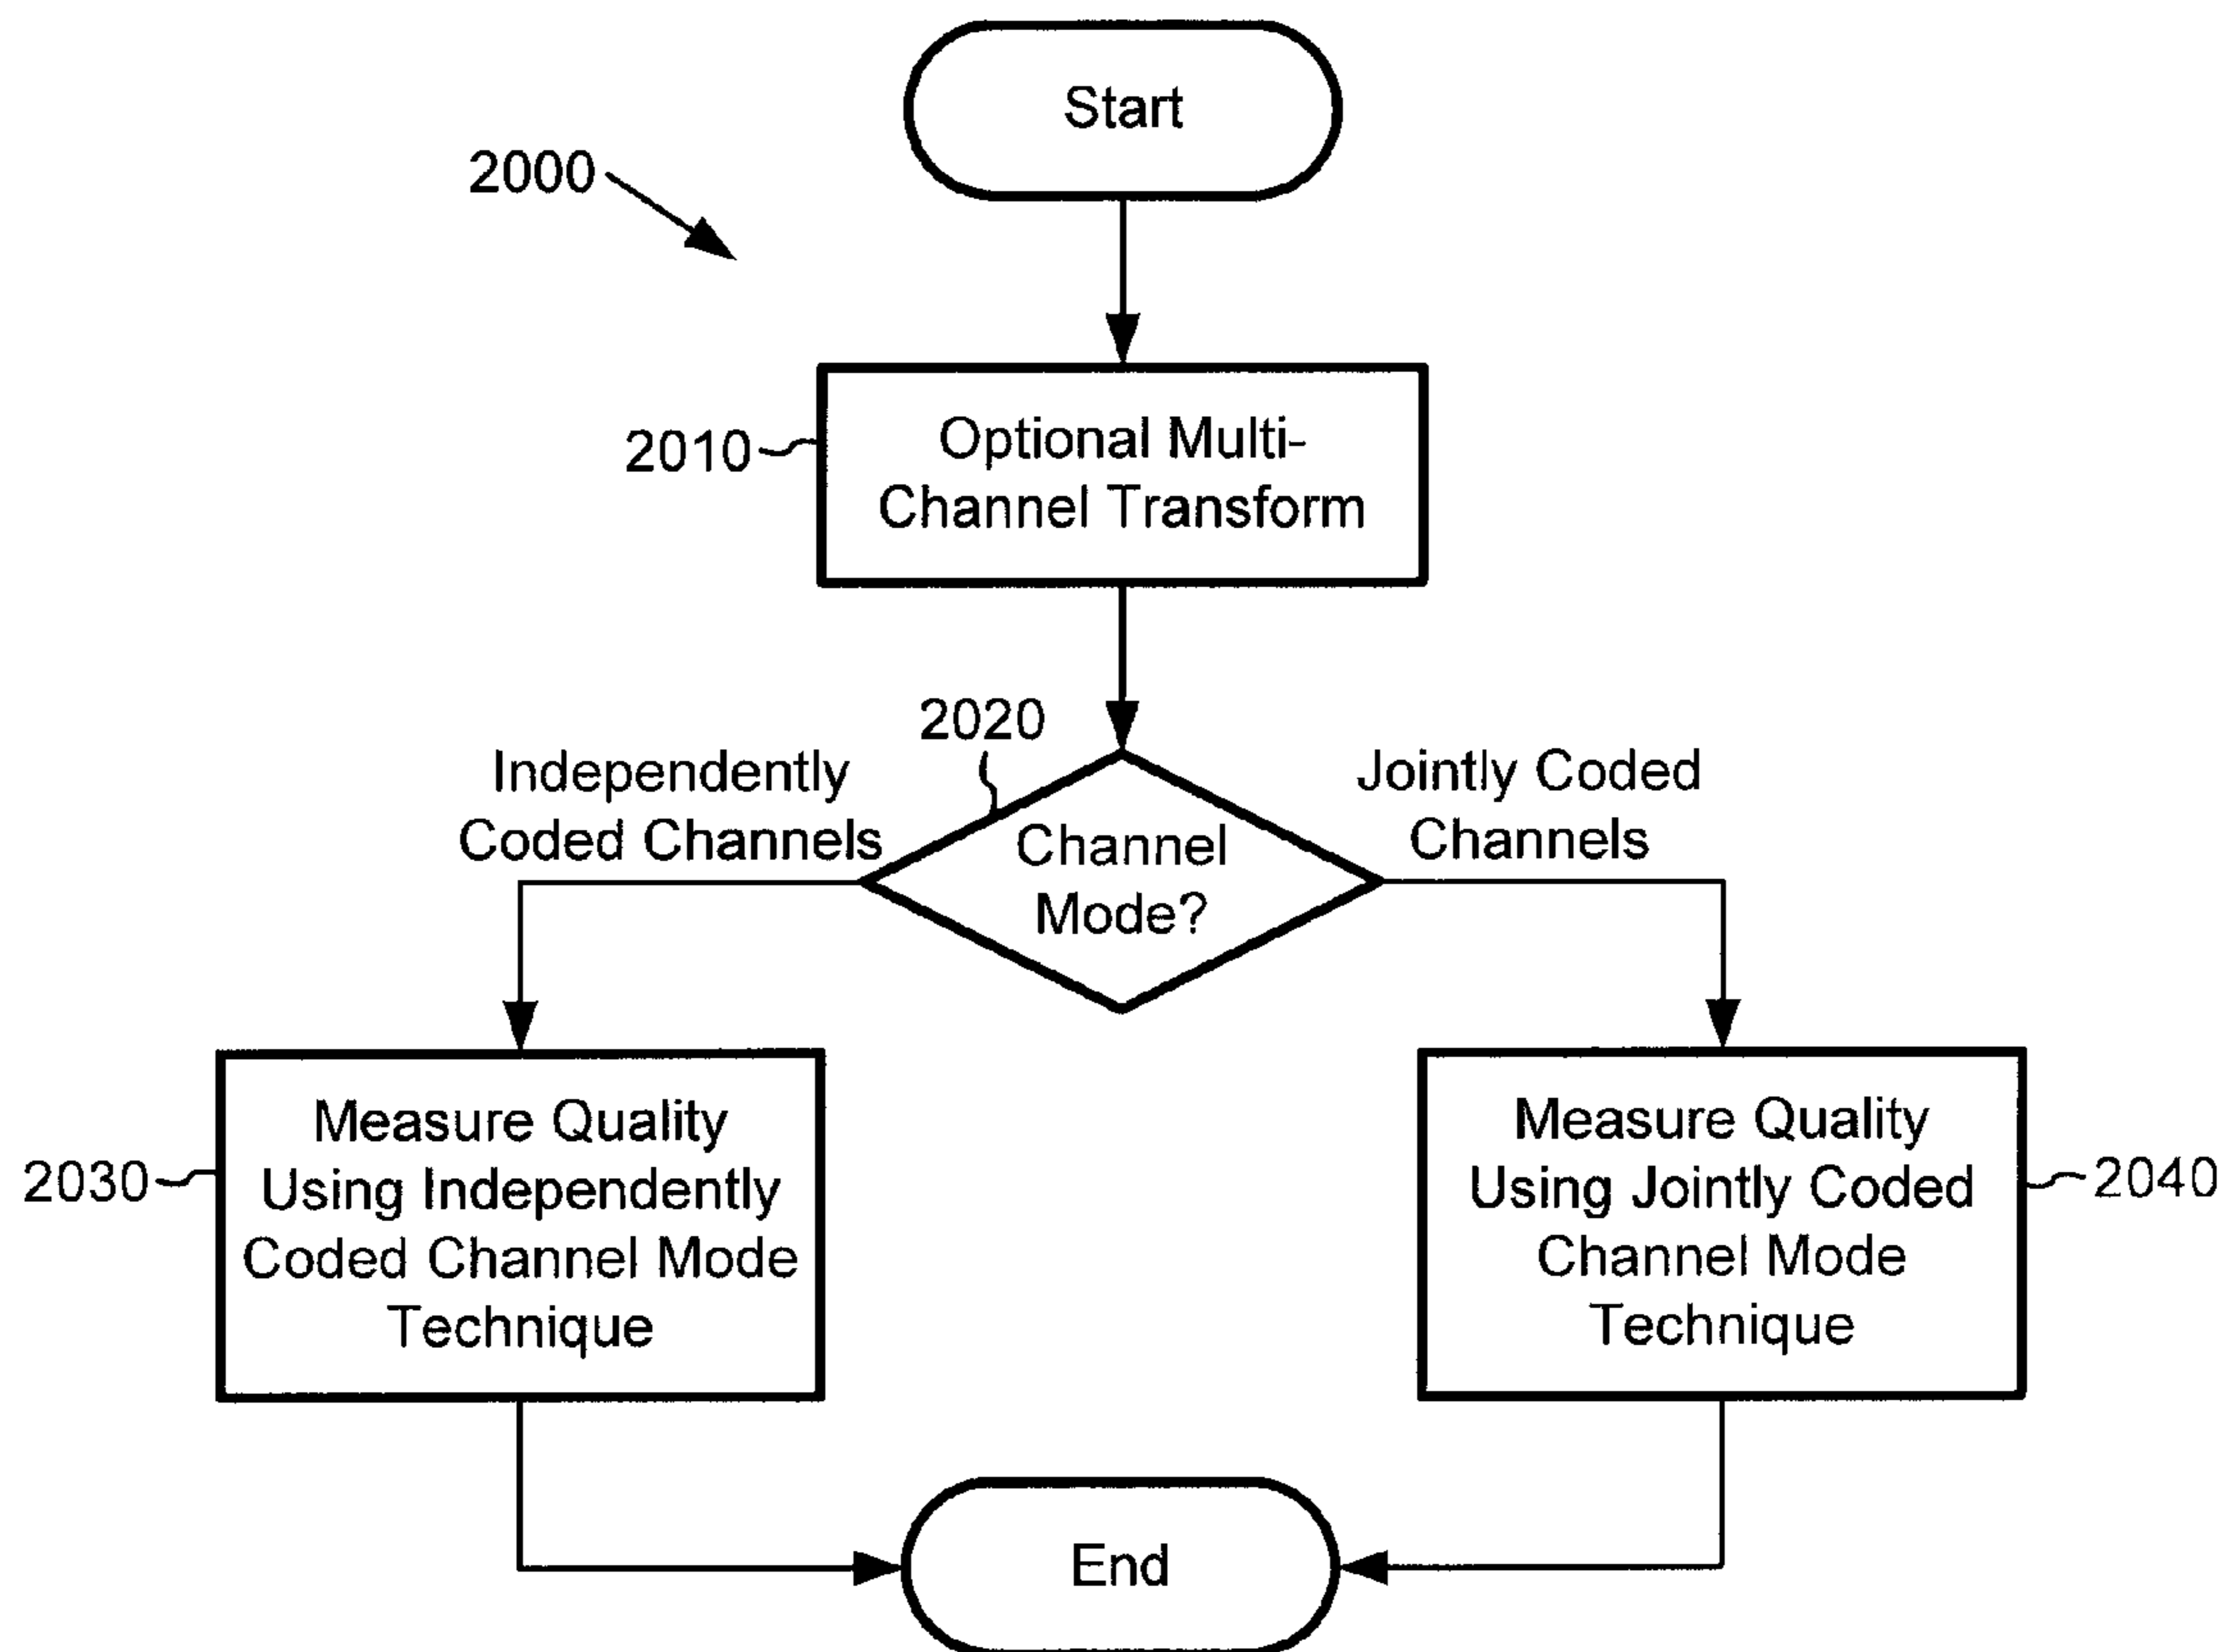 Start
2000
2010
Optional Multi-
Channel Transform
2020
Independently
Coded Channels
Jointly Coded
Channels
Channel
Mode?
2030
Measure Quality
Using Independently
Coded Channel Mode
Technique
Measure Quality
Using Jointly Coded
Channel Mode
Technique
2040
End